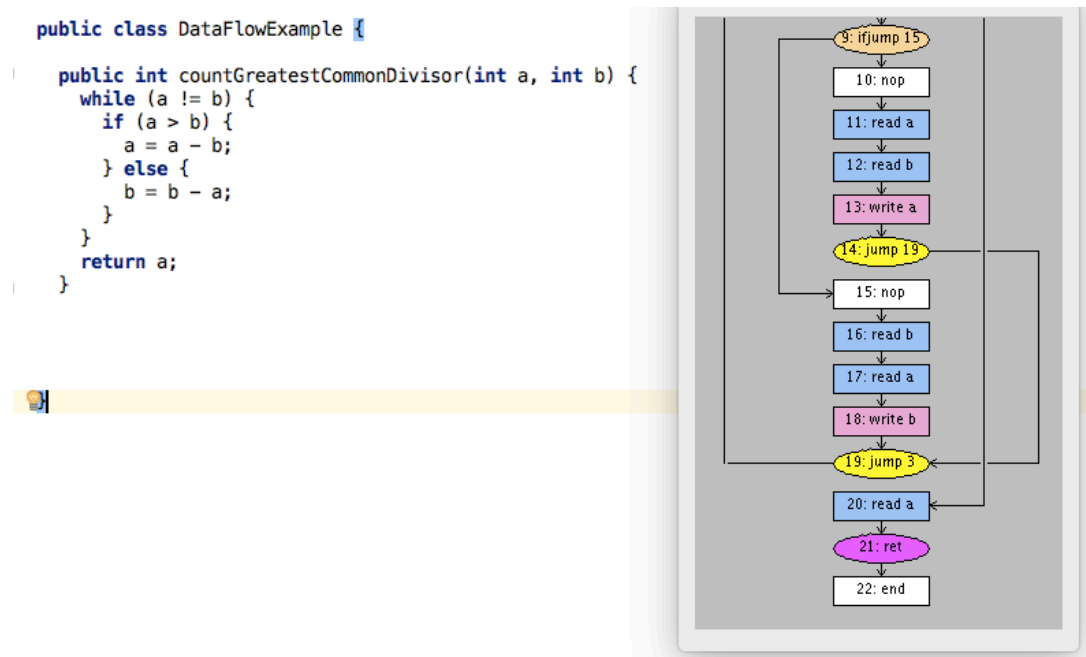 public class DataFlowExample {
public int countGreatestCommonDivisor(int a, int b) {
while (a != b) {
if (a > b) {
a = a - b;
} else {
b = b - a;
}
}
return a;
}
}
9: ifjump 15
10: nop
11: read a
12: read b
13: write a
14: jump 19
15: nop
16: read b
17: read a
18: write b
19: jump 3
20: read a
21: ret
22: end